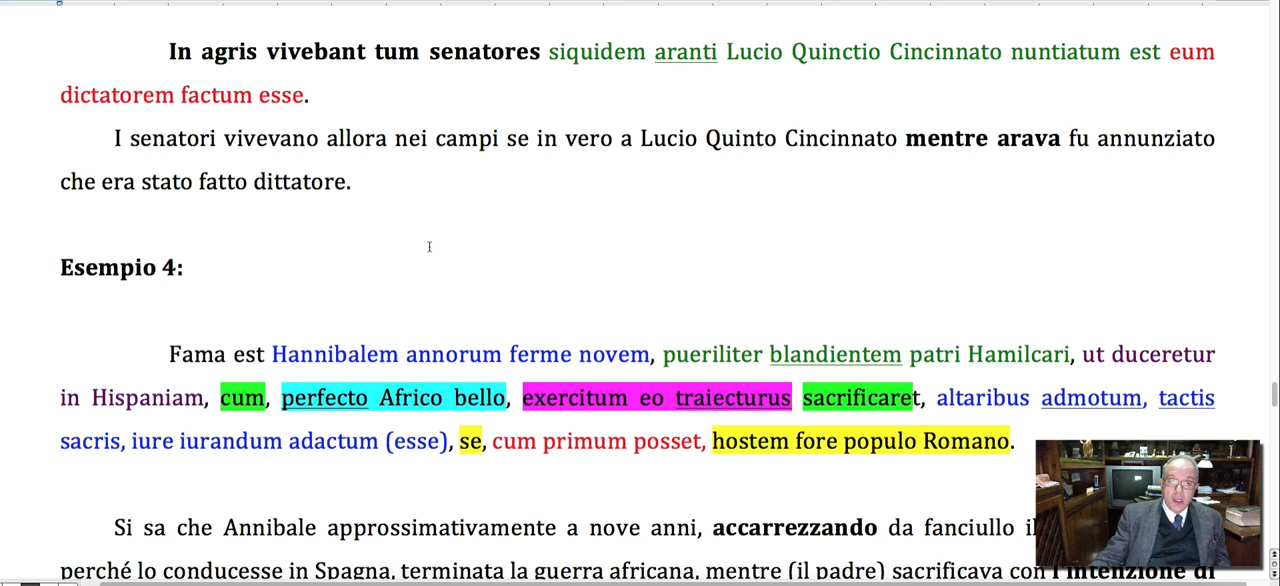 In agris vivebant tum senatores siquidem aranti Lucio Quinctio Cincinnato nuntiatum est eum
dictatorem factum esse.
I senatori vivevano allora nei campi se in vero a Lucio Quinto Cincinnato mentre arava fu annunziato
che era stato fatto dittatore.
Esempio 4:
Fama est Hannibalem annorum ferme novem, pueriliter blandientem patri Hamilcari, ut duceretur
in Hispaniam, cum, perfecto Africo bello, exercitum eo traiecturus sacrificaret, altaribus admotum, tactis
sacris, iure iurandum adactum (esse), se, cum primum posset, hostem fore populo Romano.
Si sa che Annibale approssimativamente a nove anni, accarrezzando da fanciullo
perché lo conducesse in Spagna, terminata la guerra africana, mentre (il padre) sacrificava con l'intenzione di